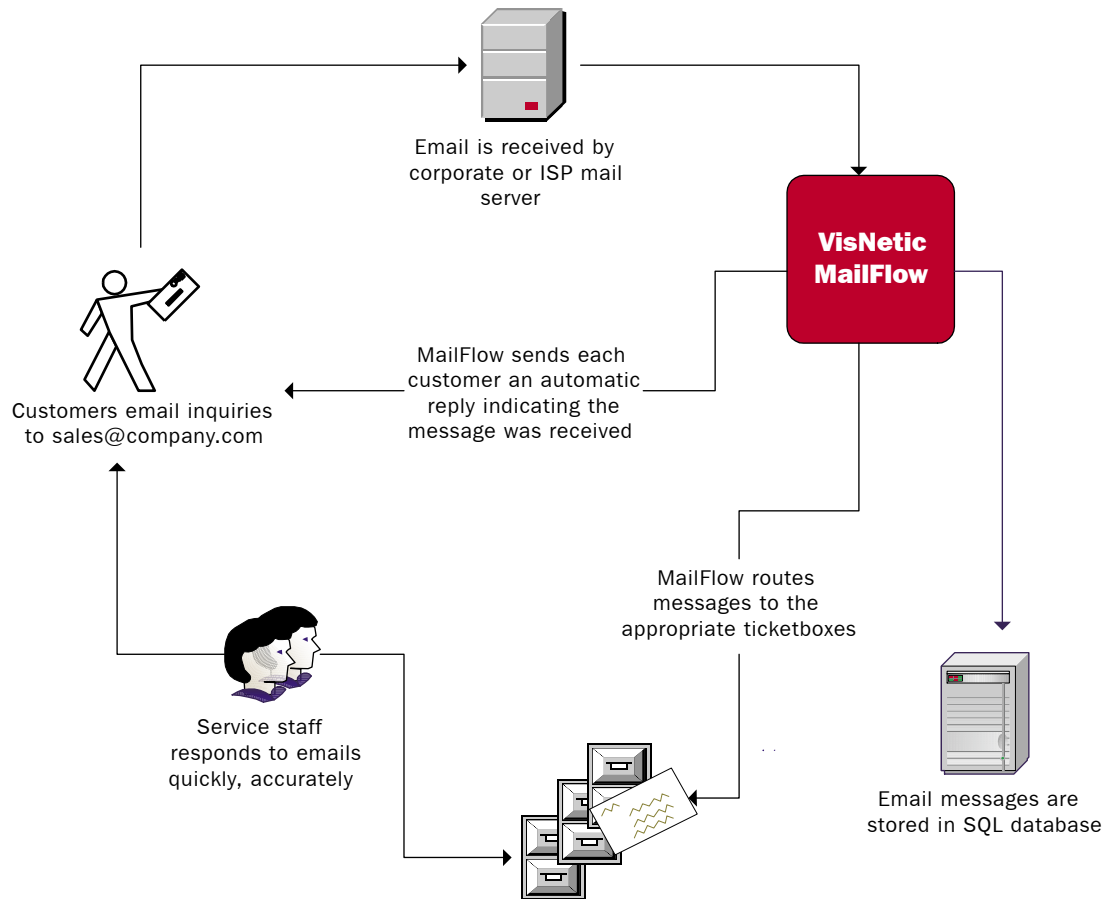 Email is received by
corporate or ISP mail
server
VisNetic
MailFlow
MailFlow sends each
customer an automatic
reply indicating the
message was received
Customers email inquiries
to sales@company.com
MailFlow routes
messages to the
appropriate ticketboxes
Service staff
responds to emails
quickly, accurately
Email messages are
stored in SQL database